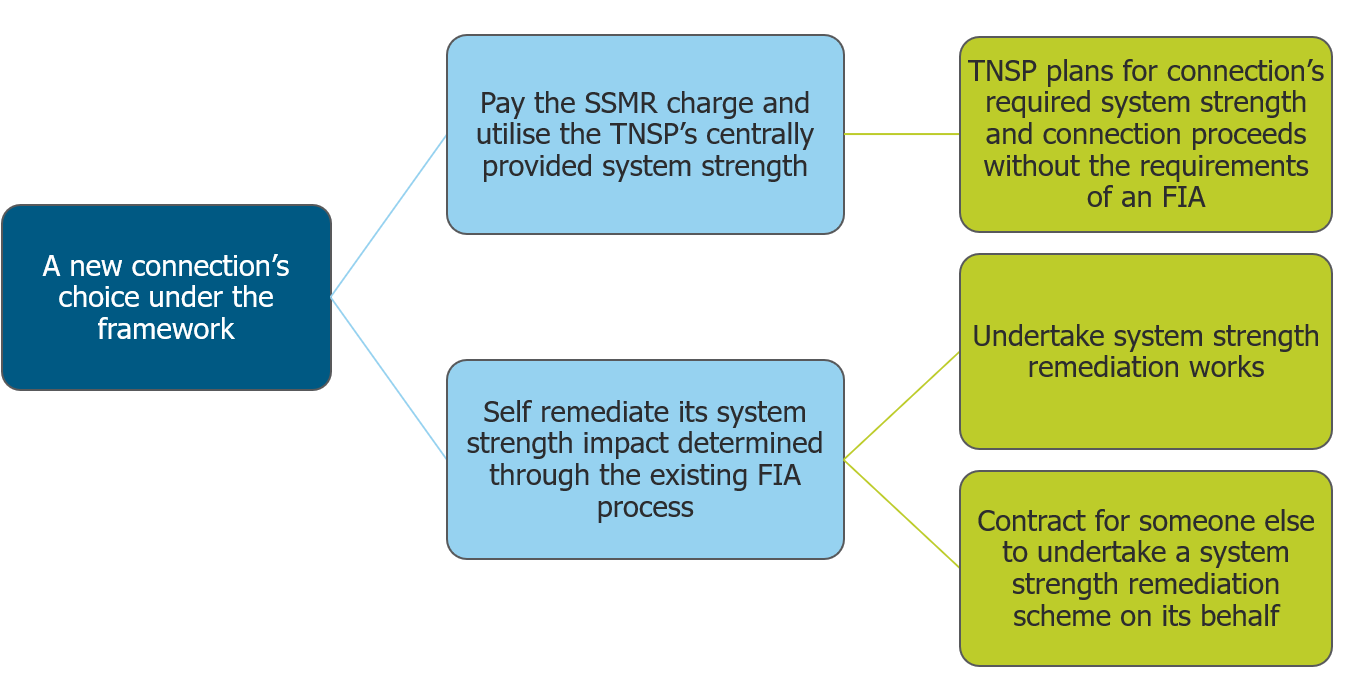 A new connection’s
choice under the
framework
Pay the SSMR charge and
utilise the TNSP’s centrally
provided system strength
TNSP plans for connection’s
required system strength
and connection proceeds
without the requirements
of an FIA
Self remediate its system
strength impact determined
through the existing FIA
process
Undertake system strength
remediation works
Contract for someone else
to undertake a system
strength remediation
scheme on its behalf